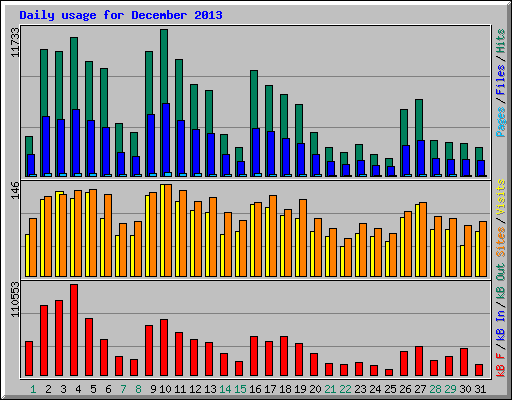 Daily usage for December 2013
11733
Pages / Files / Hits
146
Sites / Visits
110553
kB F / kB In / kB Out
1 2 3 4 5 6 7 8 9 10 11 12 13 14 15 16 17 18 19 20 21 22 23 24 25 26 27 28 29 30 31